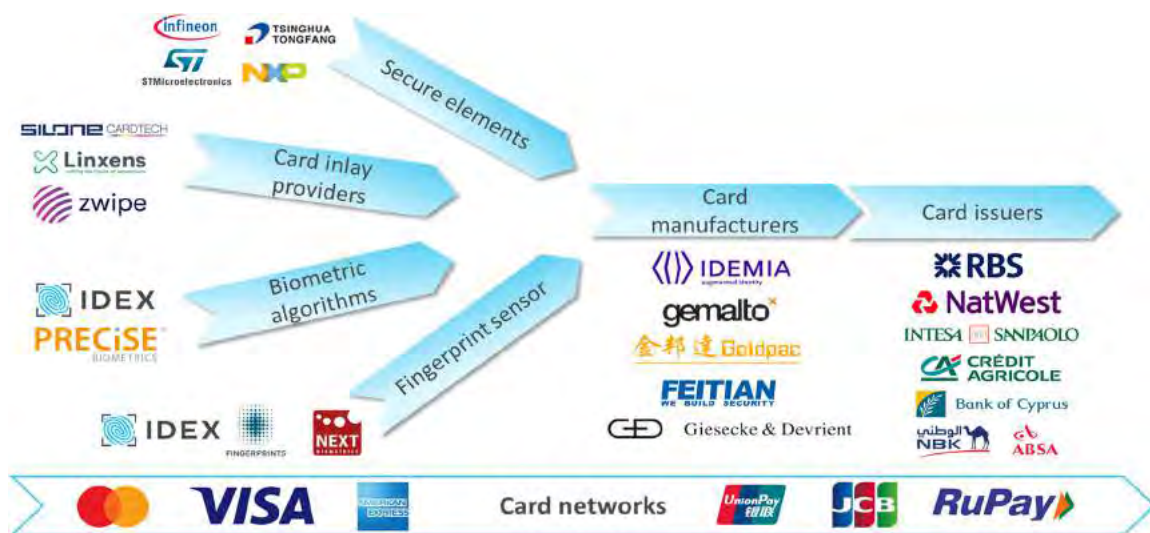 infineon
TSINGHUA
TONGFANG
STMicroelectronics
NXP
Secure elements
SILONE CARDTECH
Linxens
zwipe
Card inlay
providers
IDEX
PRECISE
BIOMETRICS
Biometric
algorithms
IDEX
FINGERPRINTS
NEXT
BIOMETRICS
Fingerprint sensor
Card
manufacturers
IDEMIA
augmented identity
gemalto
金邦達 Goldpac
FEITIAN
WE BUILD SECURITY
Giesecke & Devrient
Card issuers
RBS
NatWest
INTESA SANPAOLO
CRÉDIT
AGRICOLE
Bank of Cyprus
الوطني
NBK
ABSA
VISA
AMERICAN
EXPRESS
Card networks
UnionPay
银联
JCB
RuPay